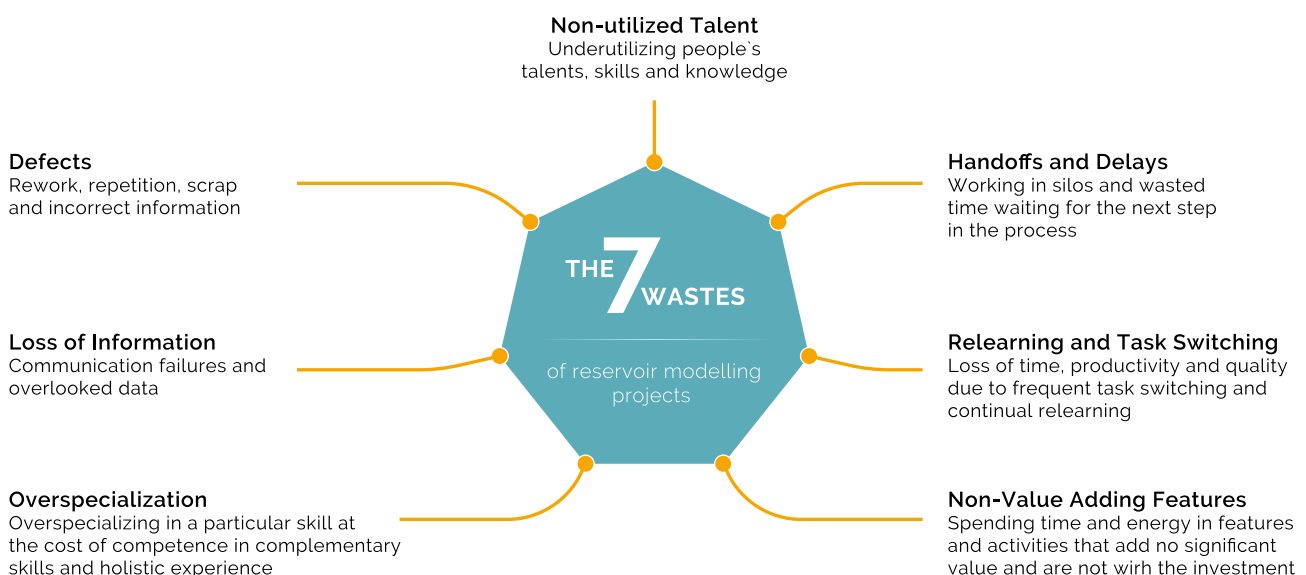 Non-utilized Talent
Underutilizing people`s
talents, skills and knowledge
Defects
Rework, repetition, scrap
and incorrect information
Handoffs and Delays
Working in silos and wasted
time waiting for the next step
in the process
THE 7 WASTES
of reservoir modelling
projects
Loss of Information
Communication failures and
overlooked data
Relearning and Task Switching
Loss of time, productivity and quality
due to frequent task switching and
continual relearning
Overspecialization
Overspecializing in a particular skill at
the cost of competence in complementary
skills and holistic experience
Non-Value Adding Features
Spending time and energy in features
and activities that add no significant
value and are not wirh the investment